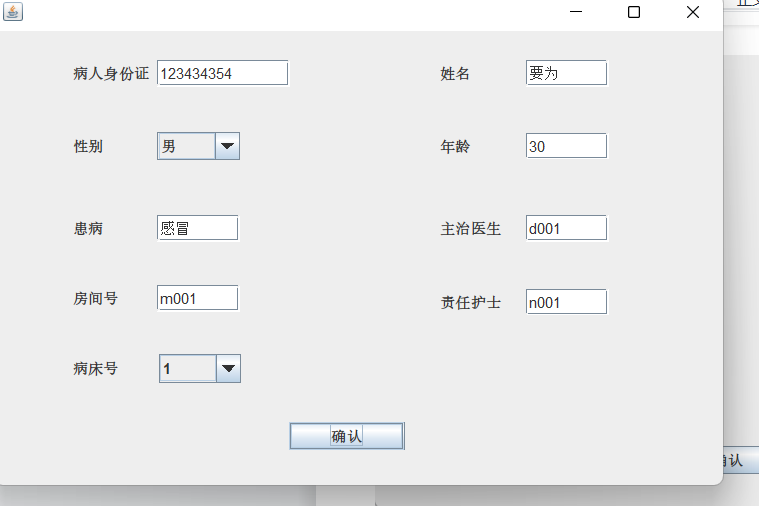 病人身份证 123434354 姓名 要为
性别 男 年龄 30
患病 感冒 主治医生 d001
房间号 m001 责任护士 n001
病床号 1
确认